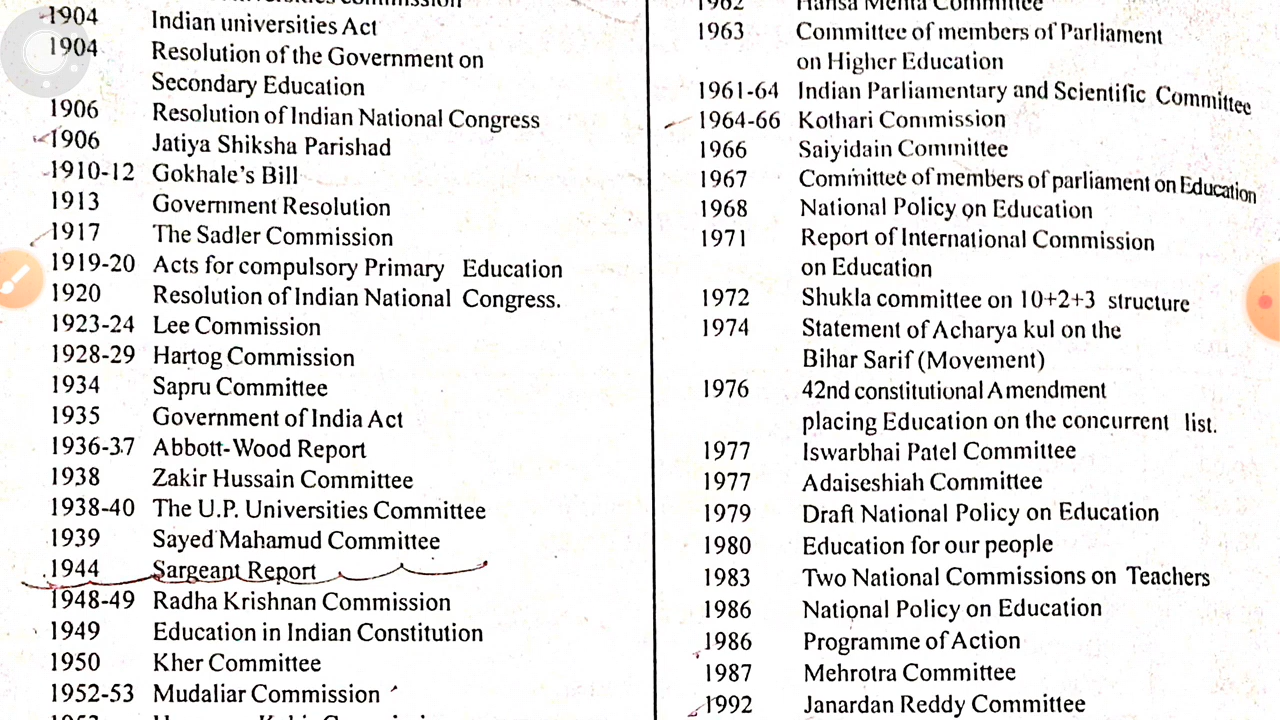 1904 Indian universities Act
1904 Resolution of the Government on
Secondary Education
1906 Resolution of Indian National Congress
1906 Jatiya Shiksha Parishad
1910-12 Gokhale's Bill
1913 Government Resolution
1917 The Sadler Commission
1919-20 Acts for compulsory Primary Education
1920 Resolution of Indian National Congress.
1923-24 Lee Commission
1928-29 Hartog Commission
1934 Sapru Committee
1935 Government of India Act
1936-37 Abbott-Wood Report
1938 Zakir Hussain Committee
1938-40 The U.P. Universities Committee
1939 Sayed Mahamud Committee
1944 Sargeant Report
1948-49 Radha Krishnan Commission
1949 Education in Indian Constitution
1950 Kher Committee
1952-53 Mudaliar Commission
1962 Hansa Mehta Committee
1963 Committee of members of Parliament
on Higher Education
1961-64 Indian Parliamentary and Scientific Committee
1964-66 Kothari Commission
1966 Saiyidain Committee
1967 Committee of members of parliament on Education
1968 National Policy on Education
1971 Report of International Commission
on Education
1972 Shukla committee on 10+2+3 structure
1974 Statement of Acharya kul on the
Bihar Sarif (Movement)
1976 42nd constitutional Amendment
placing Education on the concurrent list.
1977 Iswarbhai Patel Committee
1977 Adaiseshiah Committee
1979 Draft National Policy on Education
1980 Education for our people
1983 Two National Commissions on Teachers
1986 National Policy on Education
1986 Programme of Action
1987 Mehrotra Committee
1992 Janardan Reddy Committee